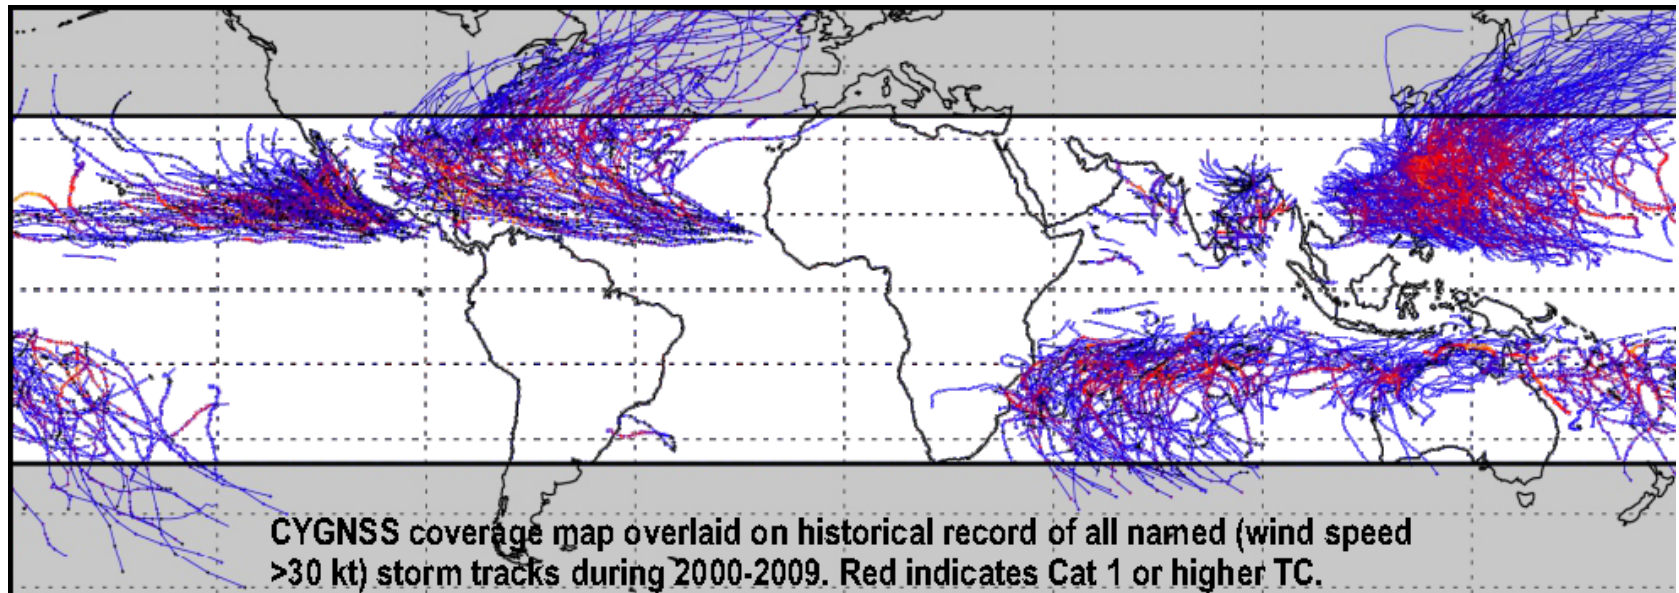 CYGNSS coverage map overlaid on historical record of all named (wind speed
>30 kt) storm tracks during 2000-2009. Red indicates Cat 1 or higher TC.